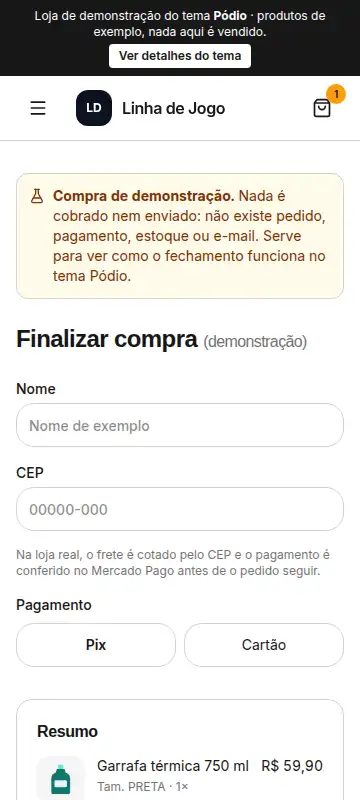 Loja de demonstração do tema Pódio · produtos de
exemplo, nada aqui é vendido.
Ver detalhes do tema
LD
Linha de Jogo
1
Compra de demonstração. Nada é
cobrado nem enviado: não existe pedido,
pagamento, estoque ou e-mail. Serve
para ver como o fechamento funciona no
tema Pódio.
Finalizar compra (demonstração)
Nome
Nome de exemplo
CEP
00000-000
Na loja real, o frete é cotado pelo CEP e o pagamento é
conferido no Mercado Pago antes de o pedido seguir.
Pagamento
Pix
Cartão
Resumo
Garrafa térmica 750 ml R$ 59,90
Tam. PRETA · 1×